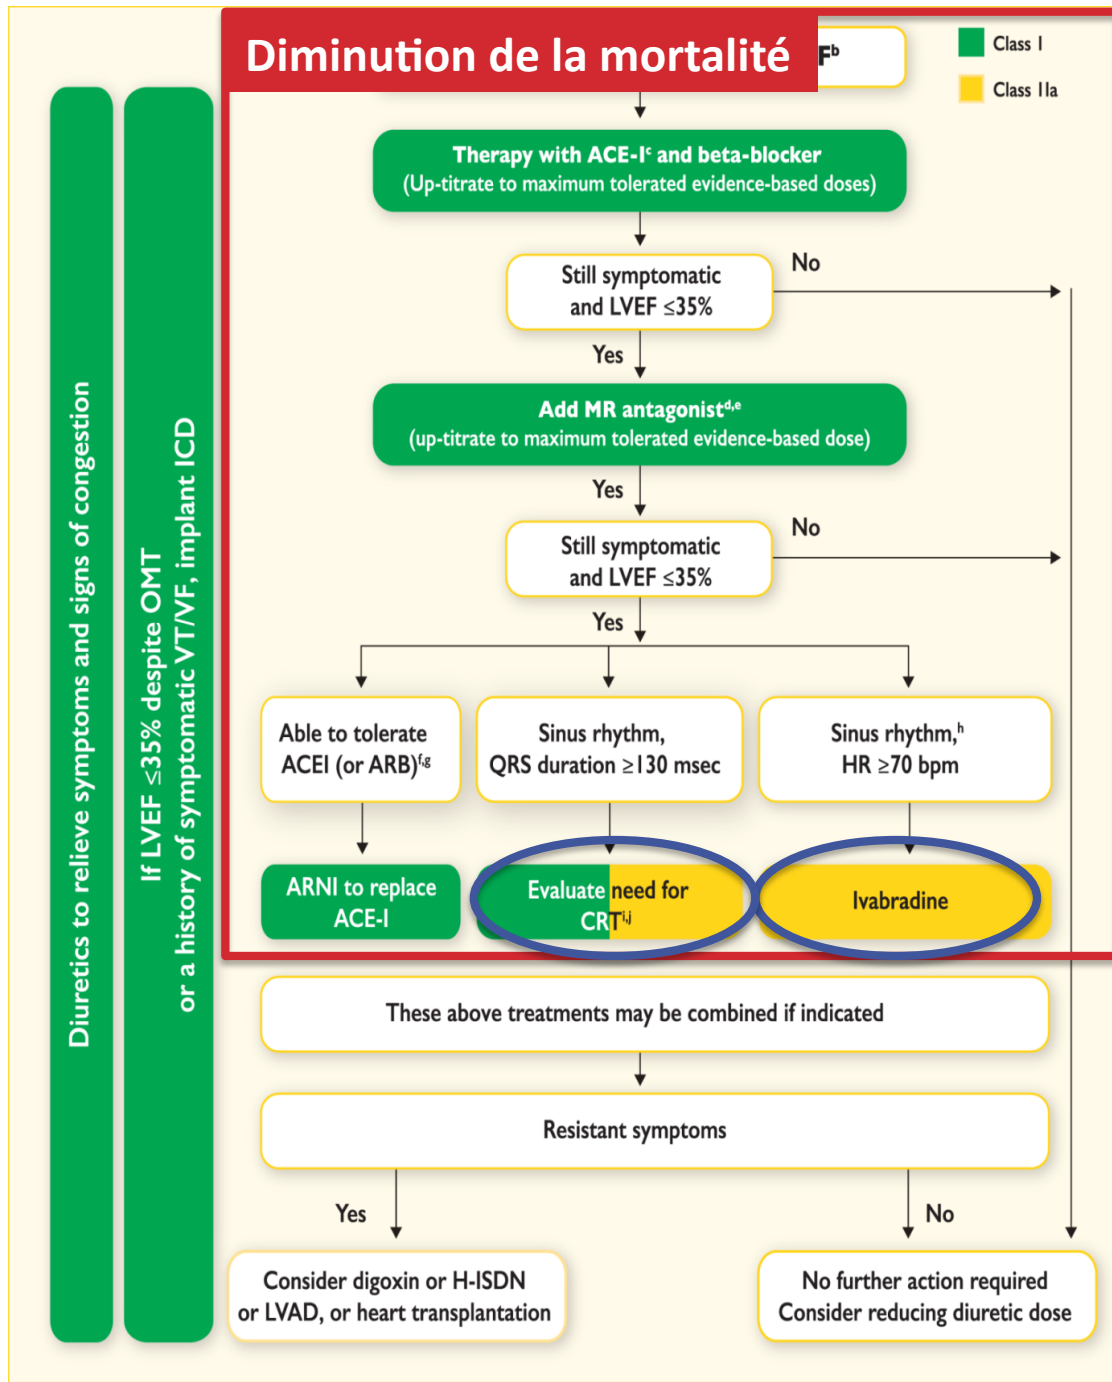 Diminution de la mortalité
Fᵇ
Class I
Class IIa
Diuretics to relieve symptoms and signs of congestion
If LVEF ≤35% despite OMT
or a history of symptomatic VT/VF, implant ICD
Therapy with ACE-Iᶜ and beta-blocker
(Up-titrate to maximum tolerated evidence-based doses)
Still symptomatic
and LVEF ≤35%
No
Yes
Add MR antagonistᵈ,ᵉ
(up-titrate to maximum tolerated evidence-based dose)
Yes
Still symptomatic
and LVEF ≤35%
No
Yes
Able to tolerate
ACEI (or ARB)ᶠ,ᵍ
Sinus rhythm,
QRS duration ≥130 msec
Sinus rhythm,ʰ
HR ≥70 bpm
ARNI to replace
ACE-I
Evaluate need for
CRTⁱ,ʲ
Ivabradine
These above treatments may be combined if indicated
Resistant symptoms
Yes
No
Consider digoxin or H-ISDN
or LVAD, or heart transplantation
No further action required
Consider reducing diuretic dose